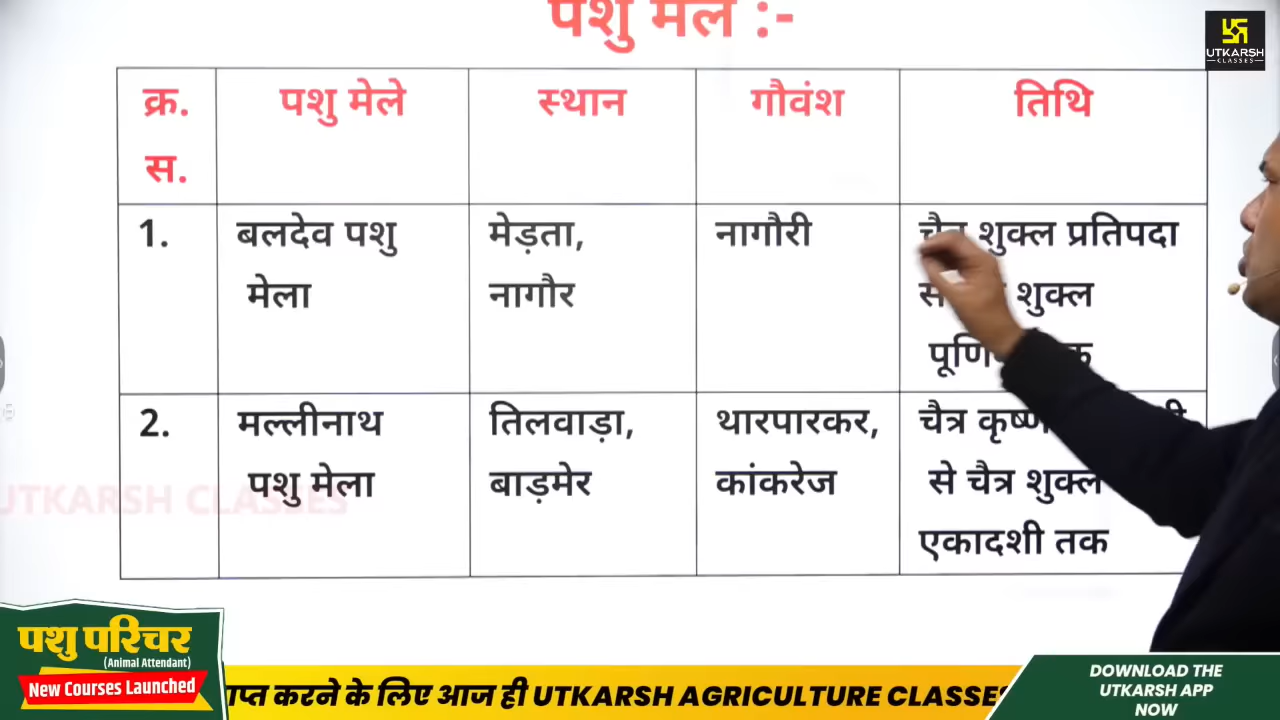 पशु मेले :-
UTKARSH
CLASSES
क्र.
स.
पशु मेले
स्थान
गौवंश
तिथि
1.
बलदेव पशु
मेला
मेड़ता,
नागौर
नागौरी
चैत्र शुक्ल प्रतिपदा
से शुक्ल
2.
मल्लीनाथ
पशु मेला
तिलवाड़ा,
बाड़मेर
थारपारकर,
कांकरेज
चैत्र कृष्ण
से चैत्र शुक्ल
एकादशी तक
UTKARSH CLASSES
पशु परिचर
(Animal Attendant)
New Courses Launched
करने के लिए आज ही UTKARSH AGRICULTURE CLASSES
DOWNLOAD THE
UTKARSH APP
NOW